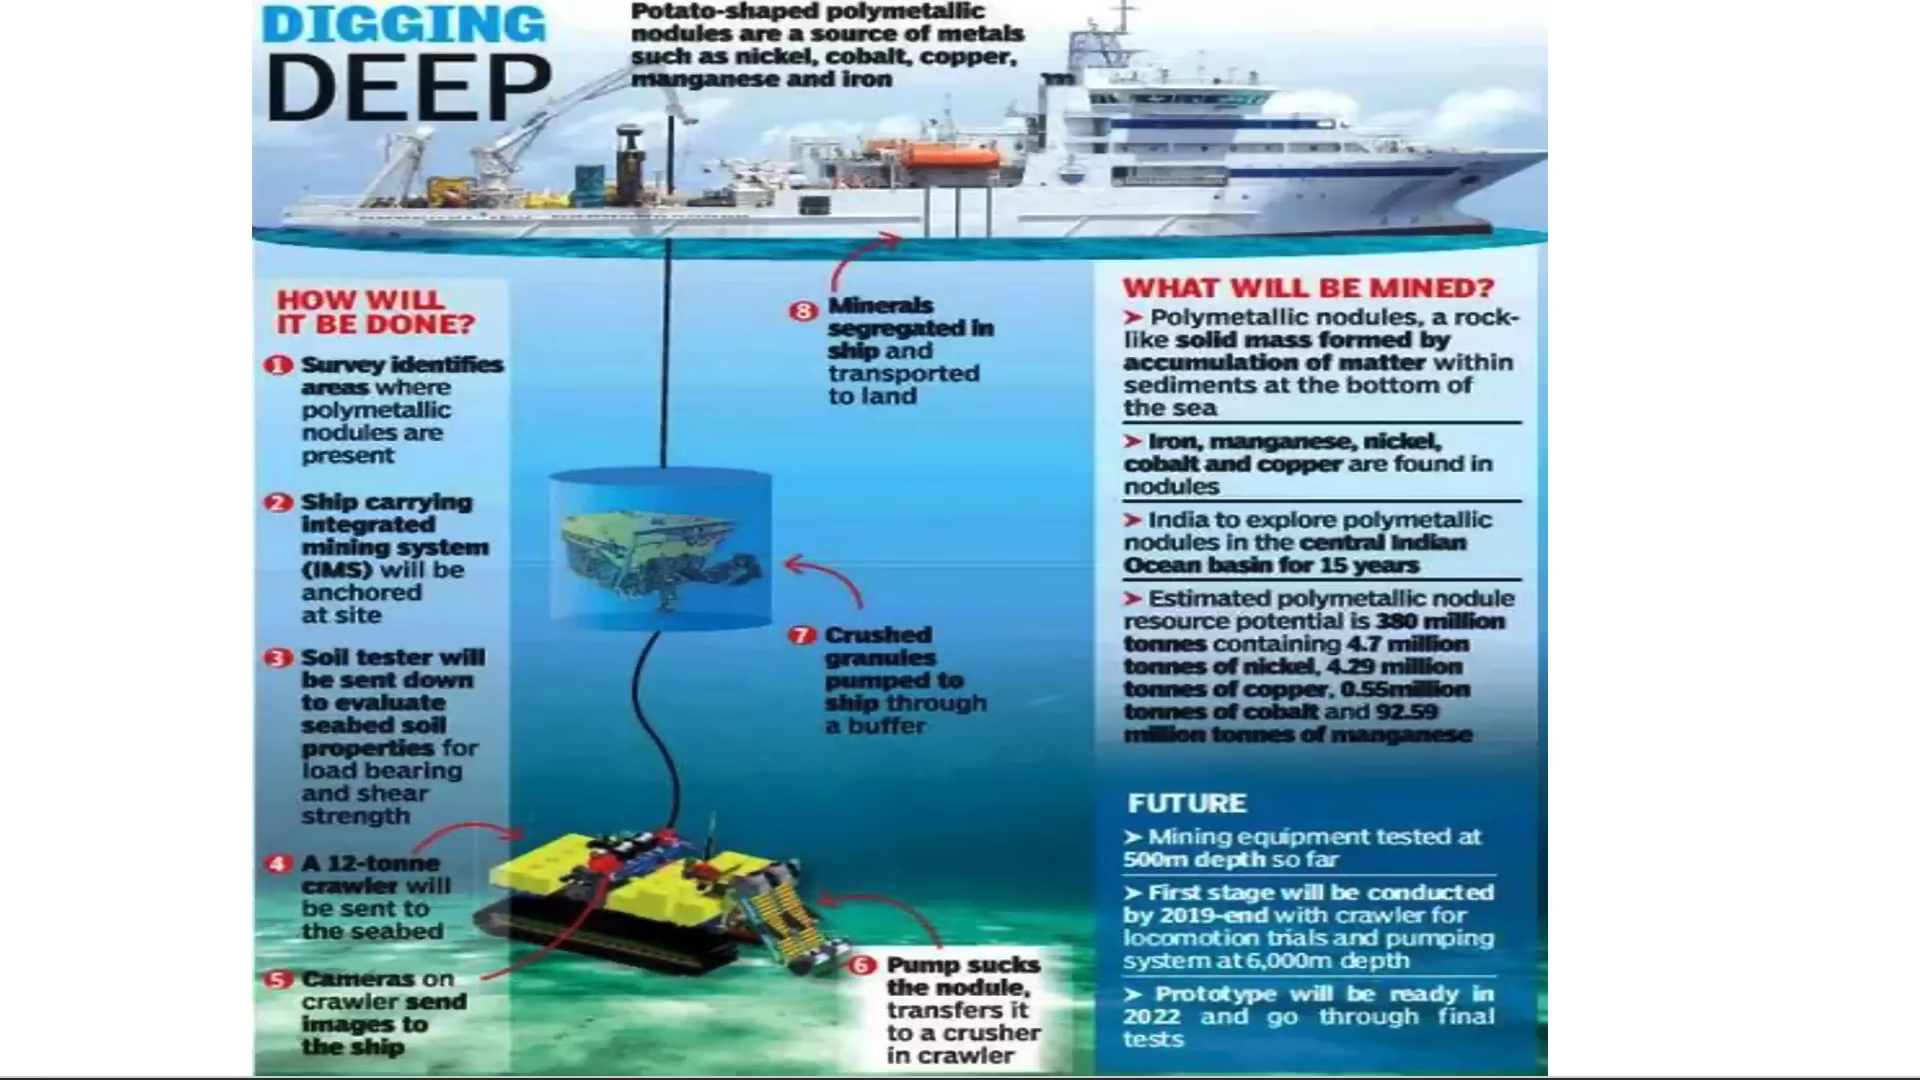 DIGGING
DEEP
Potato-shaped polymetallic
nodules are a source of metals
such as nickel, cobalt, copper,
manganese and iron
HOW WILL
IT BE DONE?
1 Survey identifies
areas where
polymetallic
nodules are
present
2 Ship carrying
integrated
mining system
(IMS) will be
anchored
at site
3 Soil tester will
be sent down
to evaluate
seabed soil
properties for
load bearing
and shear
strength
4 A 12-tonne
crawler will
be sent to
the seabed
5 Cameras on
crawler send
images to
the ship
6 Pump sucks
the nodule,
transfers it
to a crusher
in crawler
7 Crushed
granules
pumped to
ship through
a buffer
8 Minerals
segregated in
ship and
transported
to land
WHAT WILL BE MINED?
➤ Polymetallic nodules, a rock-
like solid mass formed by
accumulation of matter within
sediments at the bottom of
the sea
➤ Iron, manganese, nickel,
cobalt and copper are found in
nodules
➤ India to explore polymetallic
nodules in the central Indian
Ocean basin for 15 years
➤ Estimated polymetallic nodule
resource potential is 380 million
tonnes containing 4.7 million
tonnes of nickel, 4.29 million
tonnes of copper, 0.55million
tonnes of cobalt and 92.59
million tonnes of manganese
FUTURE
➤ Mining equipment tested at
500m depth so far
➤ First stage will be conducted
by 2019-end with crawler for
locomotion trials and pumping
system at 6,000m depth
➤ Prototype will be ready in
2022 and go through final
tests